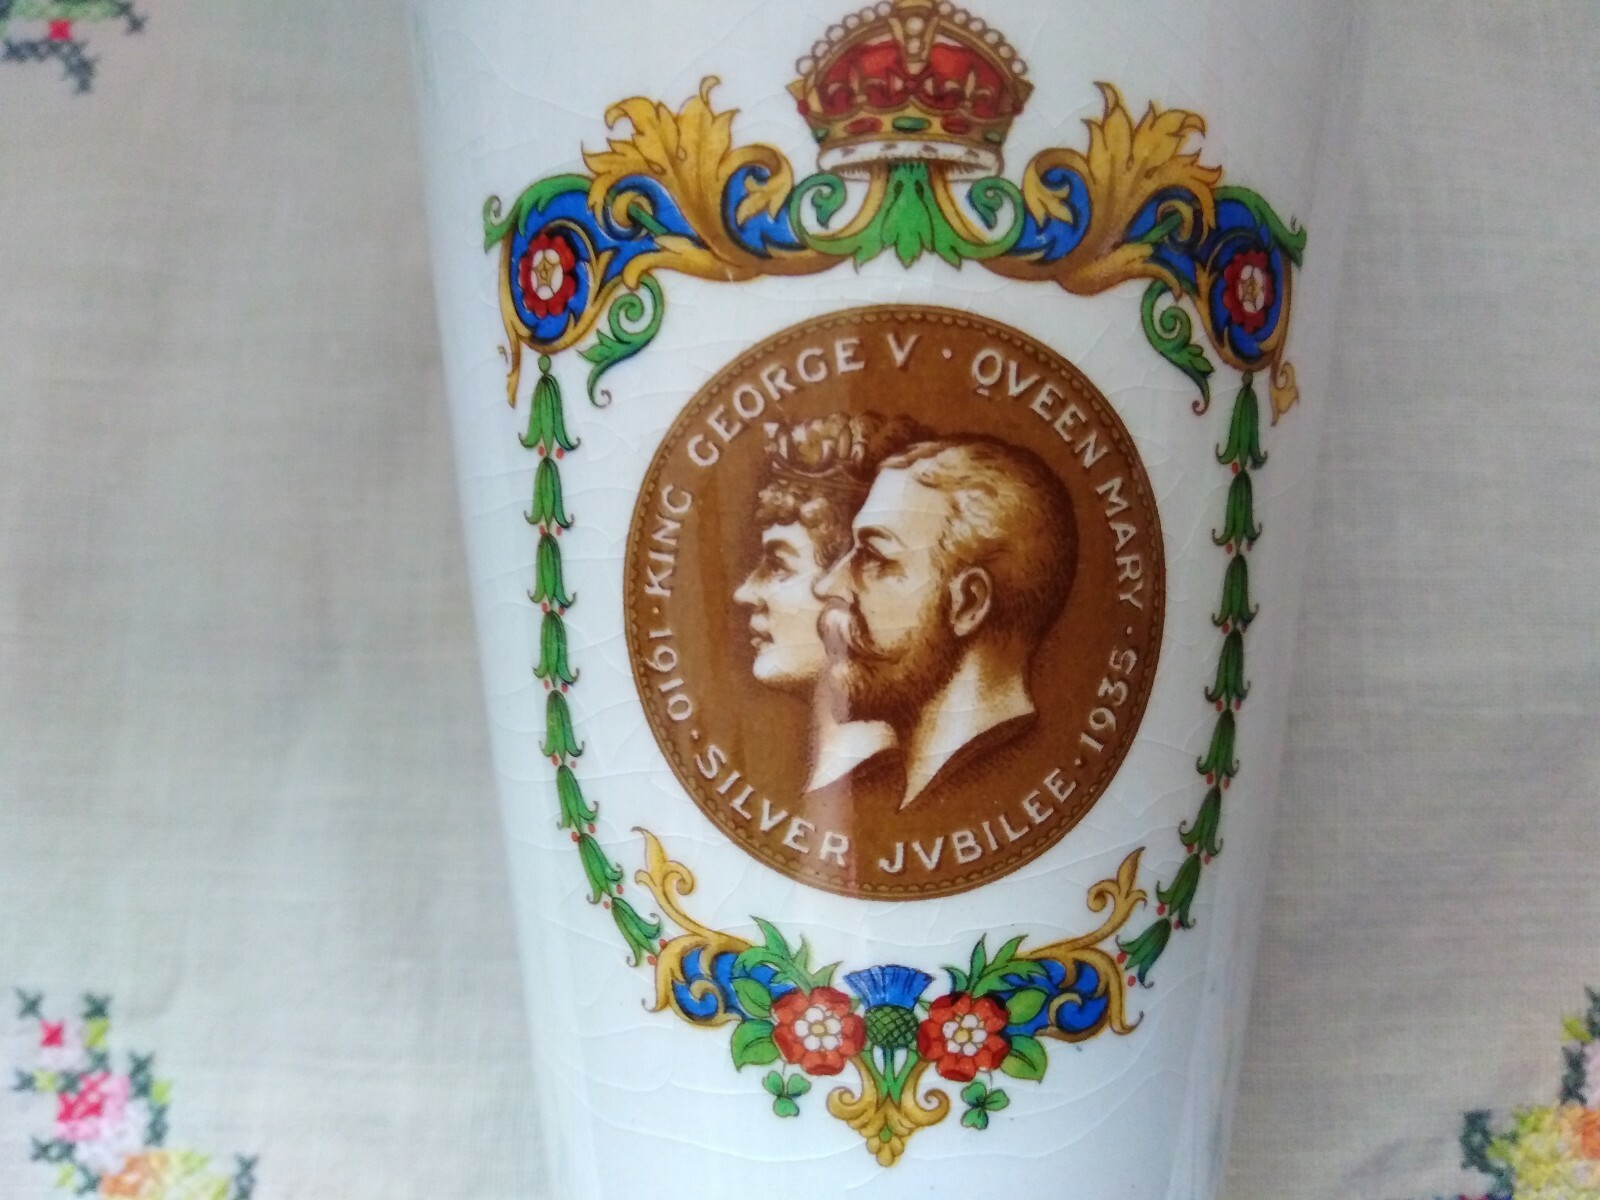 1910 · KING GEORGE V · QVEEN MARY ·
SILVER JVBILEE · 1935 ·